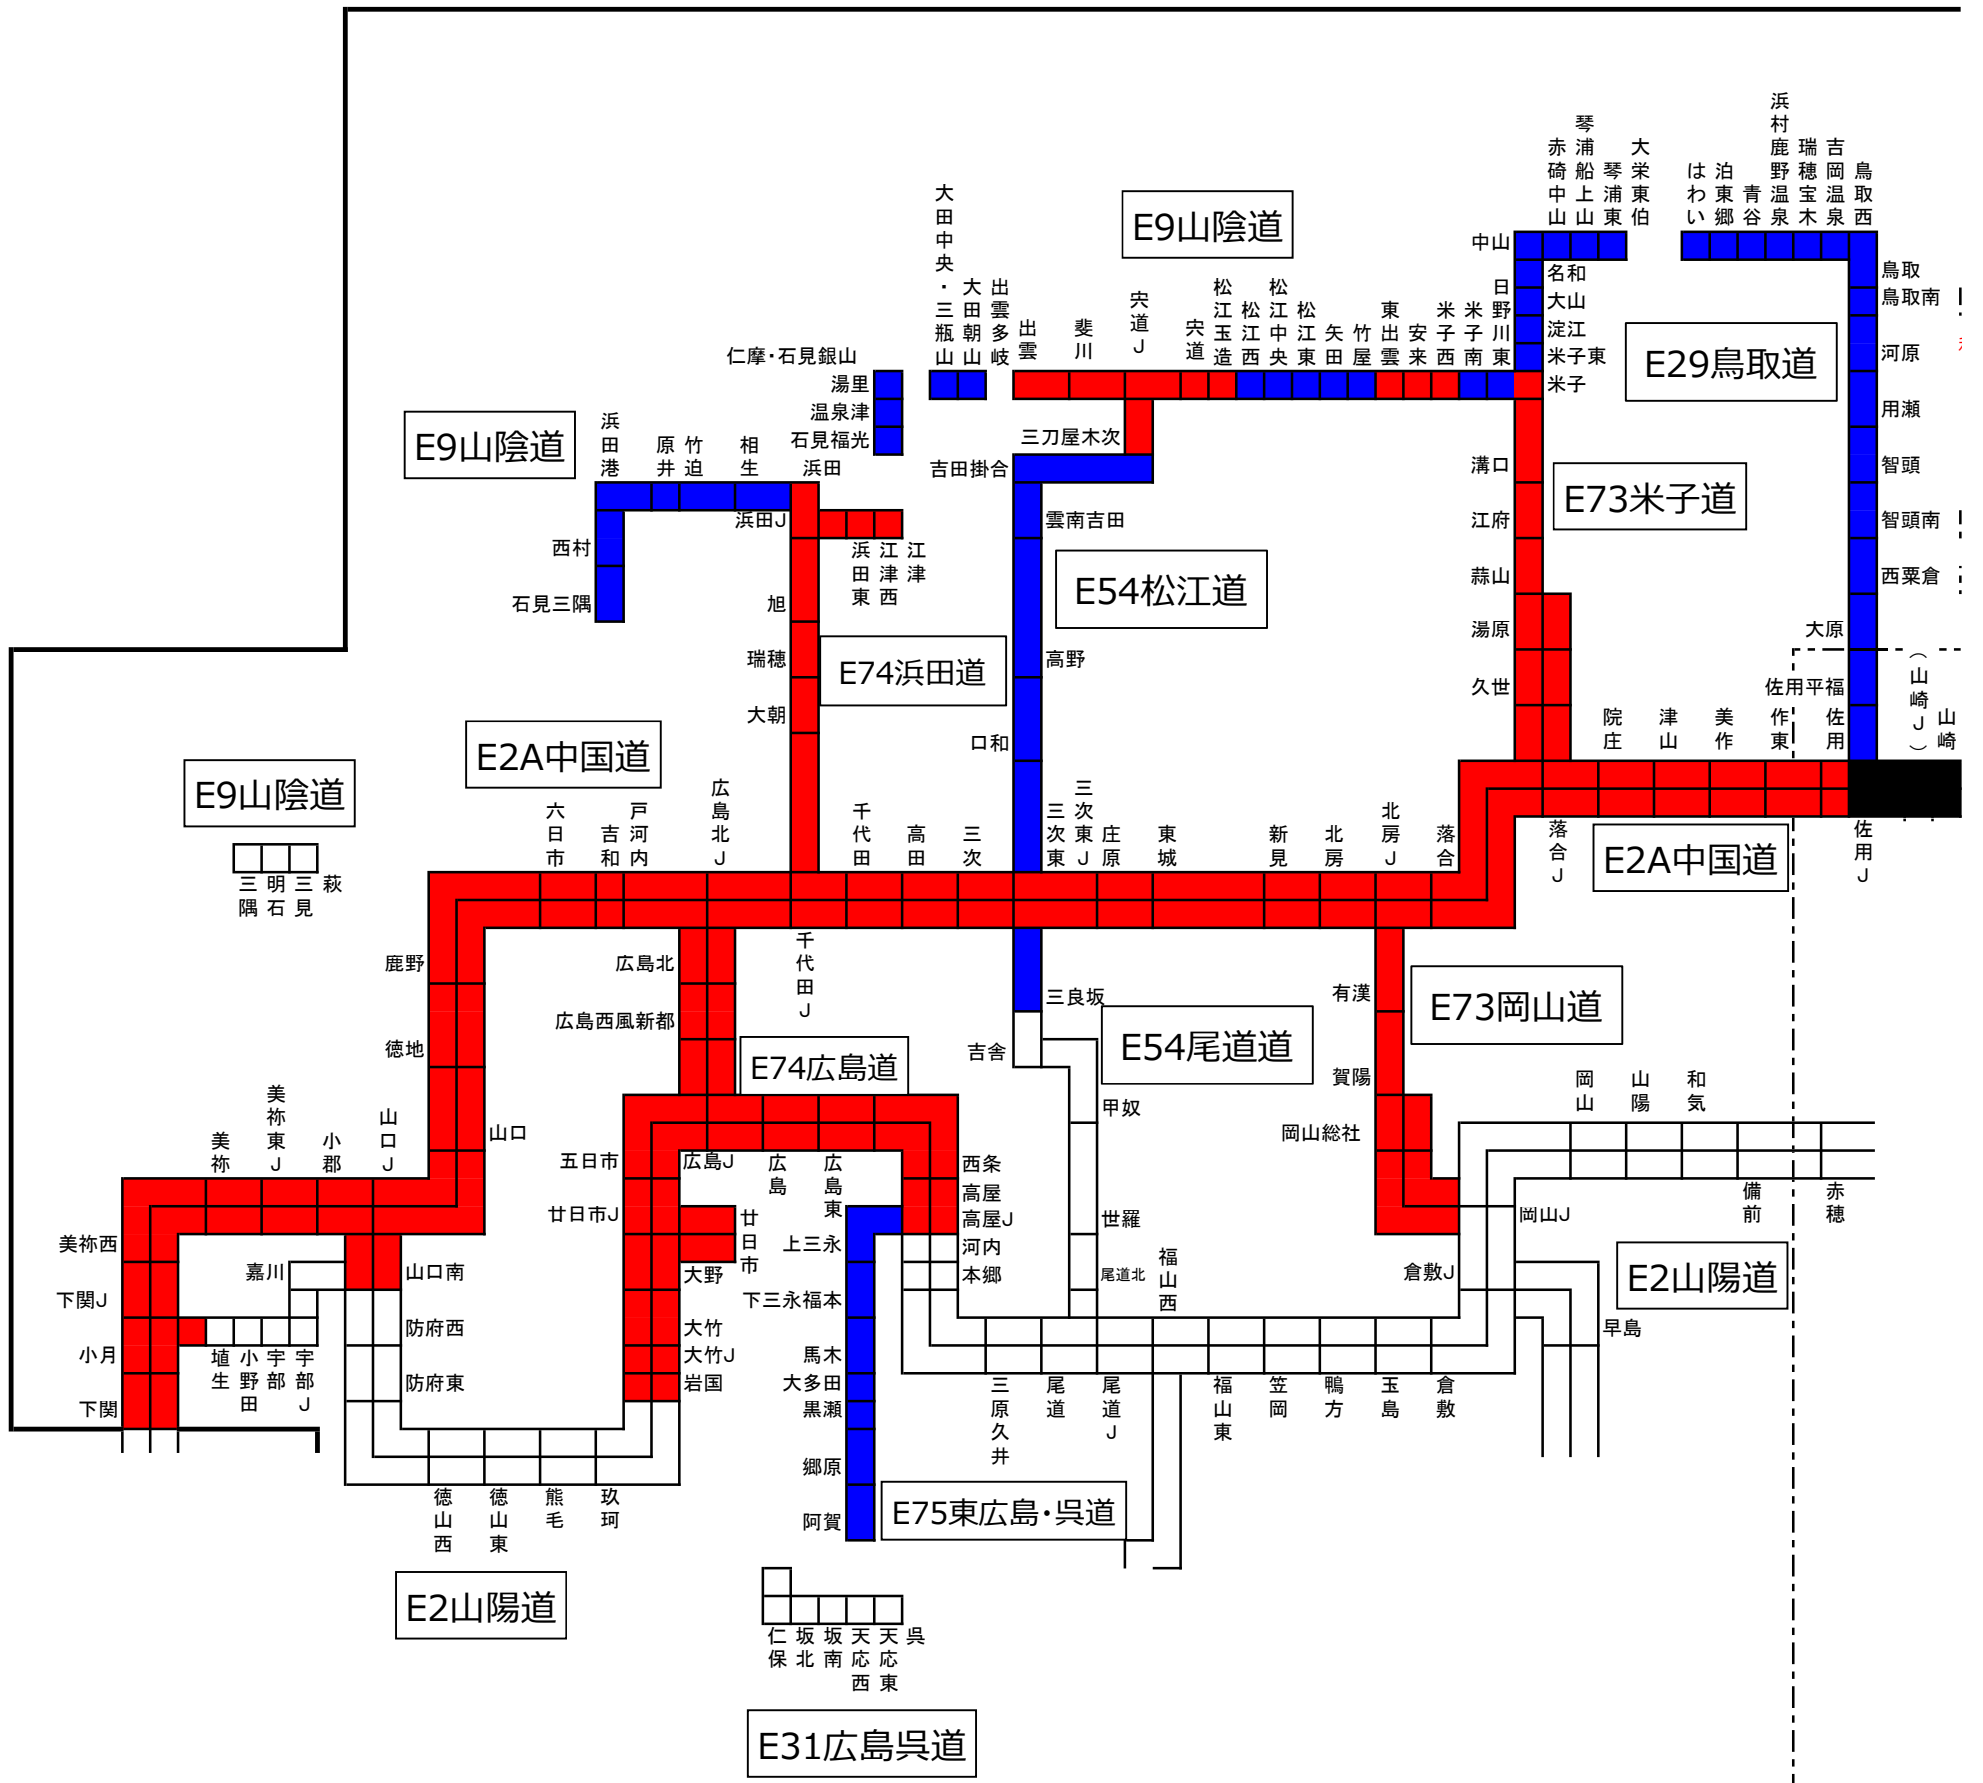 赤碕中山
琴浦船上山
琴浦東
大栄東伯
はわい
泊東郷
青谷
浜村鹿野温泉
瑞穂宝木
吉岡温泉
鳥取西
E9山陰道
中山
名和
大山
淀江
米子東
米子
鳥取
鳥取南
河原
用瀬
智頭
智頭南
西粟倉
大原
佐用平福
E29鳥取道
大田中央・三瓶山
大田朝山
出雲多岐
出雲
斐川
宍道J
宍道
松江玉造
松江西
松江中央
松江東
矢田
竹屋
東出雲
安来
米子西
米子南
日野川東
仁摩・石見銀山
湯里
温泉津
石見福光
E9山陰道
浜田港
原井
竹迫
相生
浜田
浜田J
西村
石見三隅
浜田東
江津西
江津
三刀屋木次
吉田掛合
雲南吉田
高野
口和
E54松江道
溝口
江府
蒜山
湯原
久世
E73米子道
旭
瑞穂
大朝
E74浜田道
E2A中国道
院庄
津山
美作
作東
佐用
（山崎J）
山崎
E9山陰道
三隅
明石
三見
萩
六日市
吉和
戸河内
広島北J
千代田
高田
三次
三次東
三次東J
庄原
東城
新見
北房
北房J
落合
落合J
E2A中国道
佐用J
鹿野
徳地
山口
広島北
広島西風新都
千代田J
E74広島道
三良坂
吉舎
甲奴
世羅
尾道北
E54尾道道
有漢
賀陽
岡山総社
E73岡山道
岡山
山陽
和気
備前
赤穂
岡山J
倉敷J
早島
E2山陽道
美祢
美祢東J
小郡
山口J
美祢西
下関J
小月
下関
嘉川
埴生
小野田
宇部
宇部J
山口南
防府西
防府東
五日市
広島J
広島
広島東
西条
高屋
高屋J
河内
本郷
廿日市J
廿日市
大野
大竹
大竹J
岩国
上三永
下三永福本
馬木
大多田
黒瀬
郷原
阿賀
E75東広島・呉道
三原久井
尾道
尾道J
福山西
福山東
笠岡
鴨方
玉島
倉敷
徳山西
徳山東
熊毛
玖珂
E2山陽道
仁保
坂北
坂南
天応西
天応東
呉
E31広島呉道